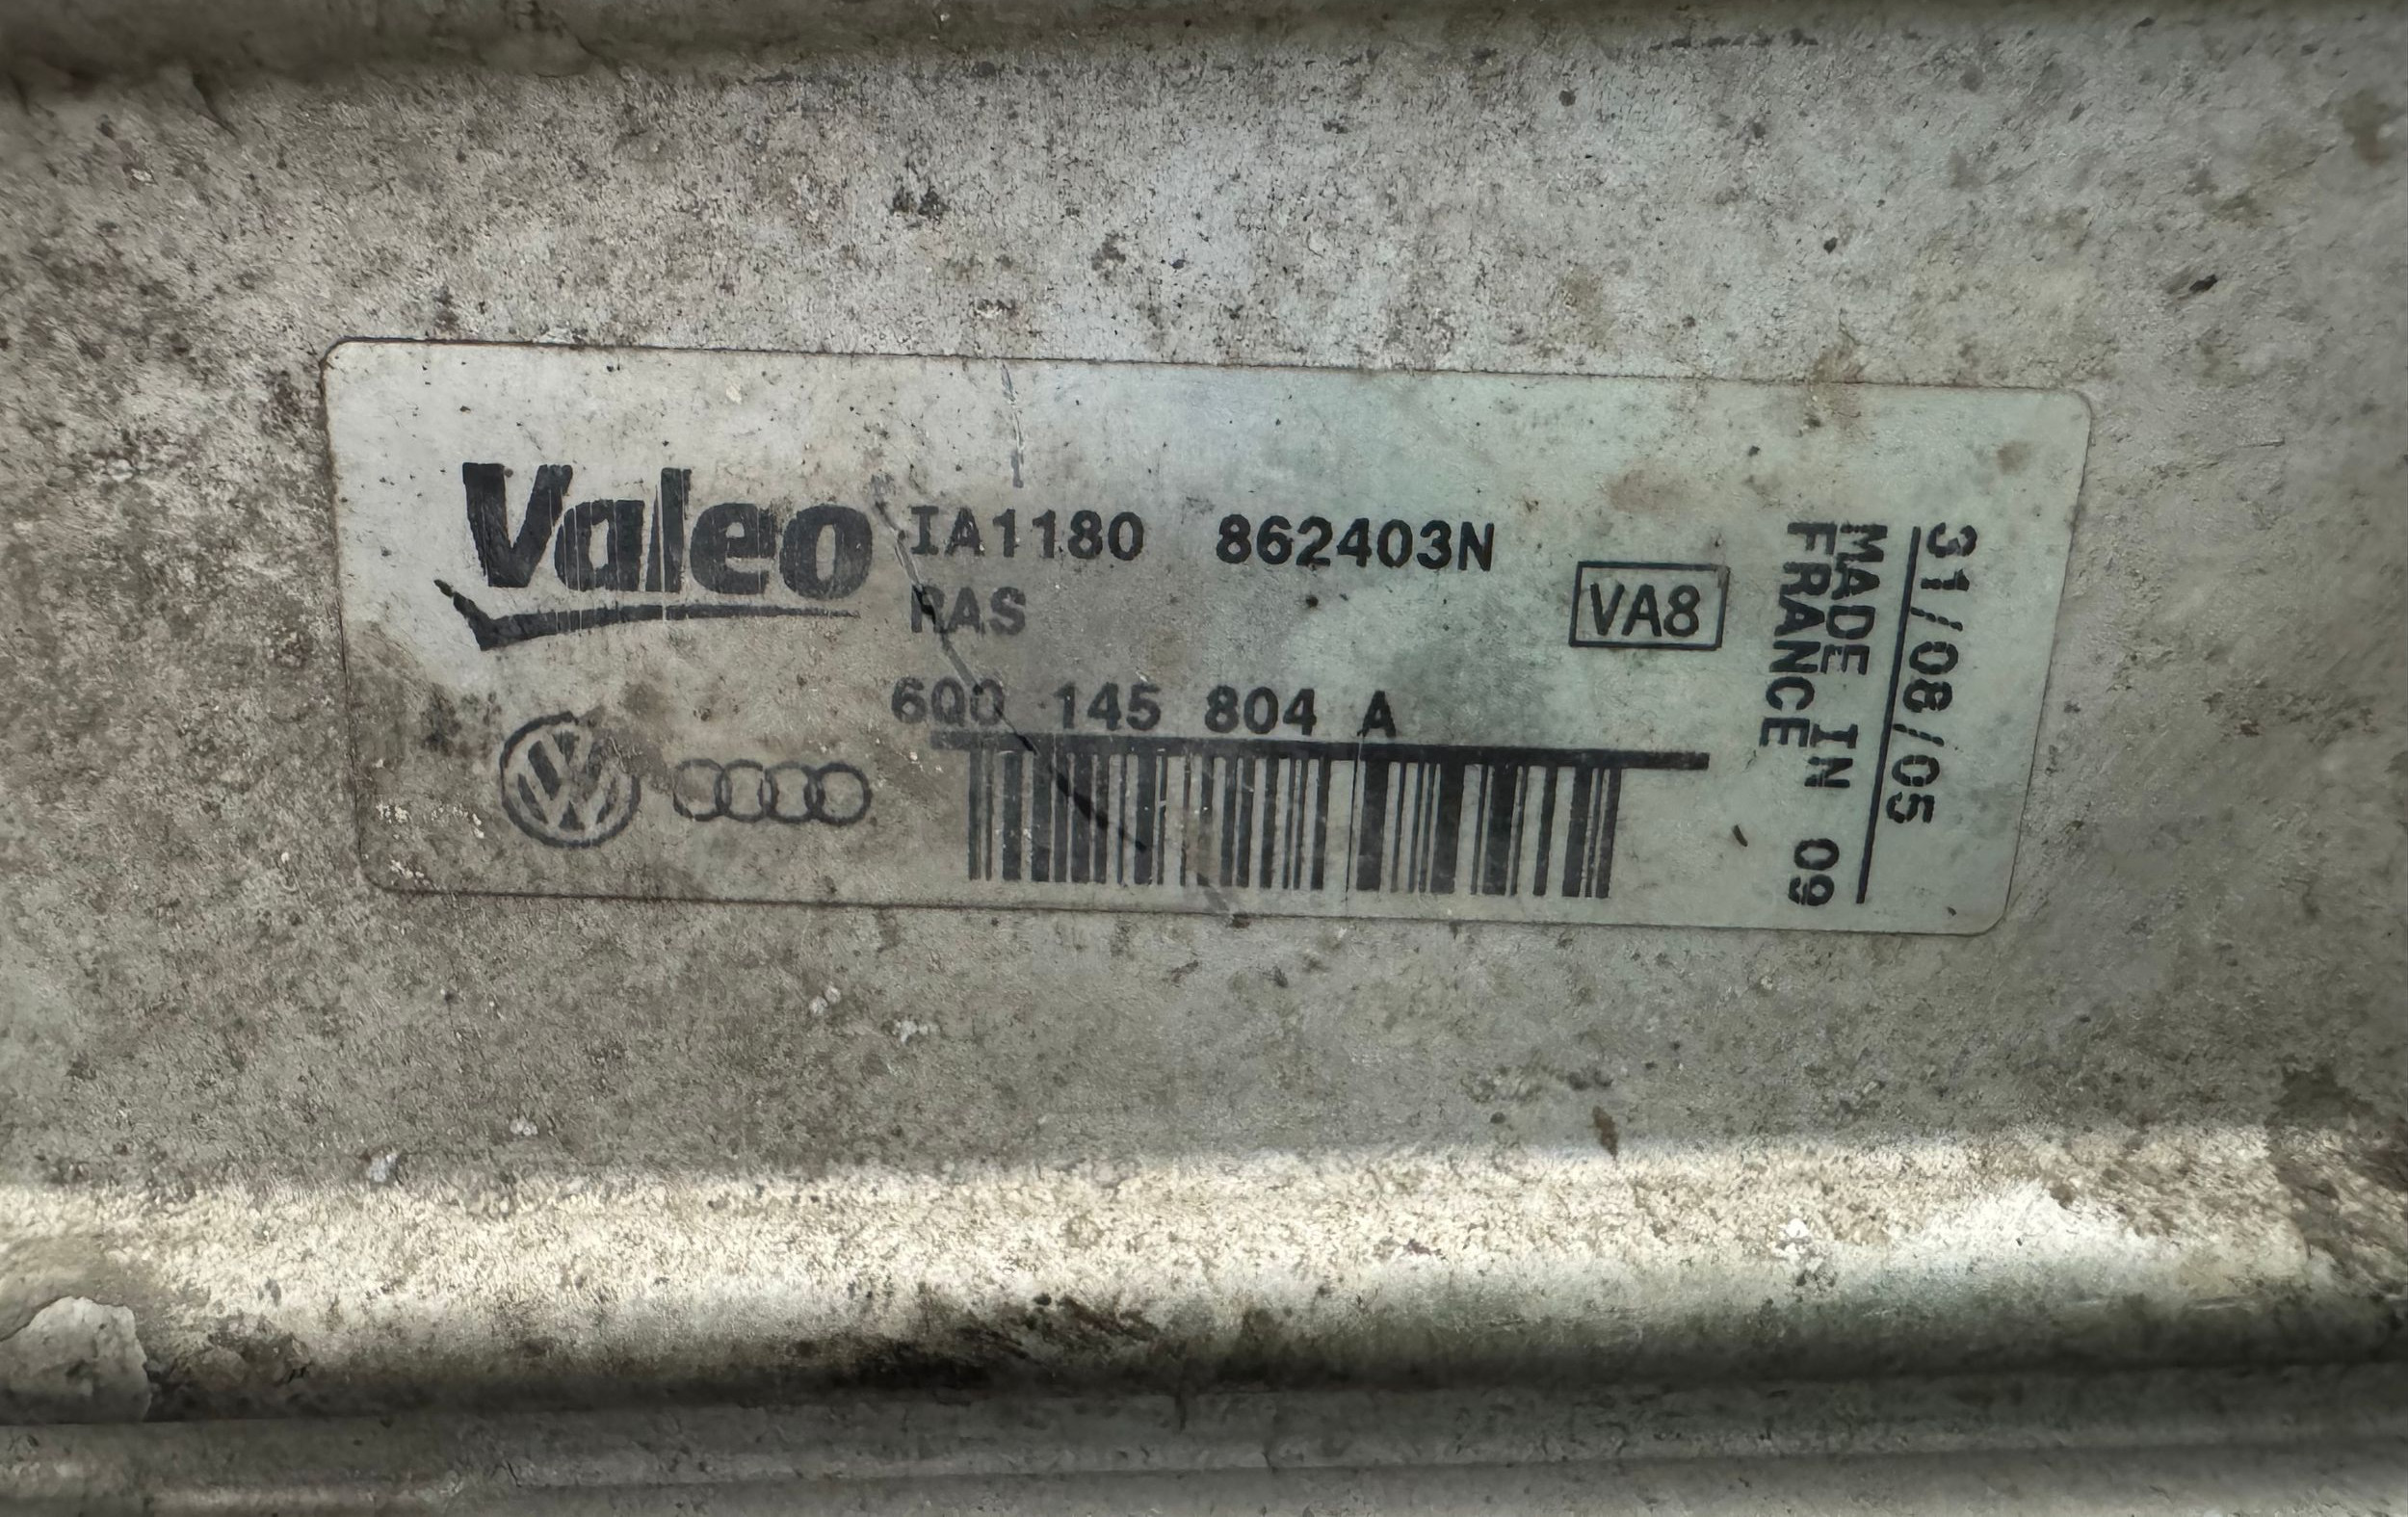 Valeo
IA1180 862403N
RAS
VA8
6Q0 145 804 A
31/08/05
MADE IN 09
FRANCE